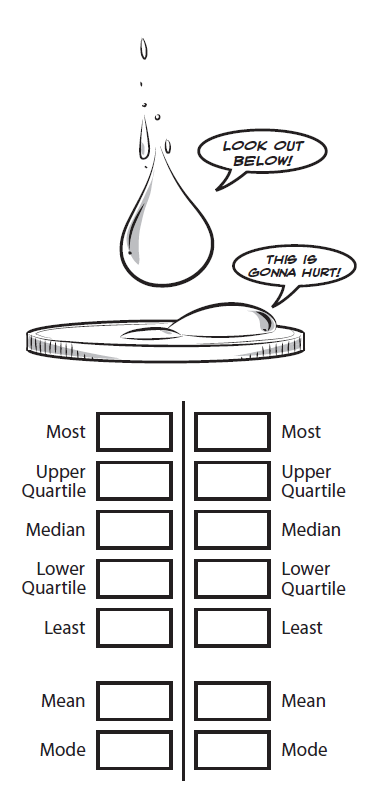 LOOK OUT
BELOW!
THIS IS
GONNA HURT!
Most
Most
Upper
Quartile
Upper
Quartile
Median
Median
Lower
Quartile
Lower
Quartile
Least
Least
Mean
Mean
Mode
Mode